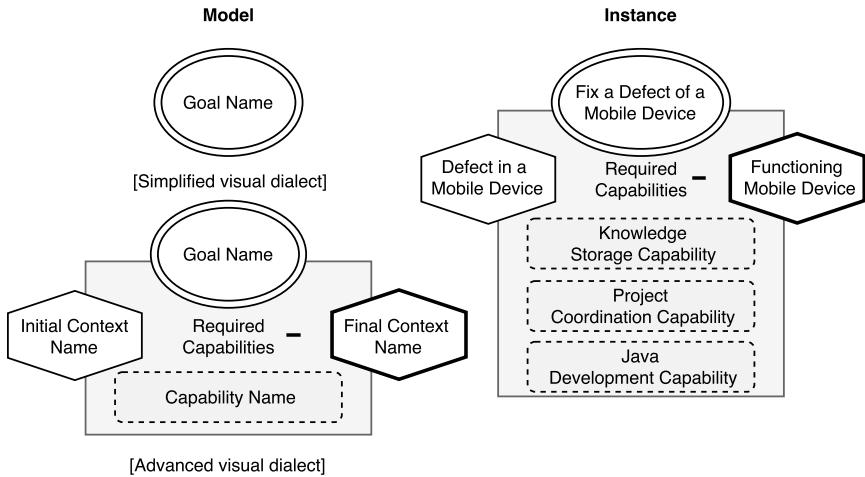 Model
Goal Name
[Simplified visual dialect]
Goal Name
Initial Context
Name
Required
Capabilities
Final Context
Name
Capability Name
[Advanced visual dialect]
Instance
Fix a Defect of a
Mobile Device
Defect in a
Mobile Device
Required
Capabilities
Functioning
Mobile Device
Knowledge
Storage Capability
Project
Coordination Capability
Java
Development Capability